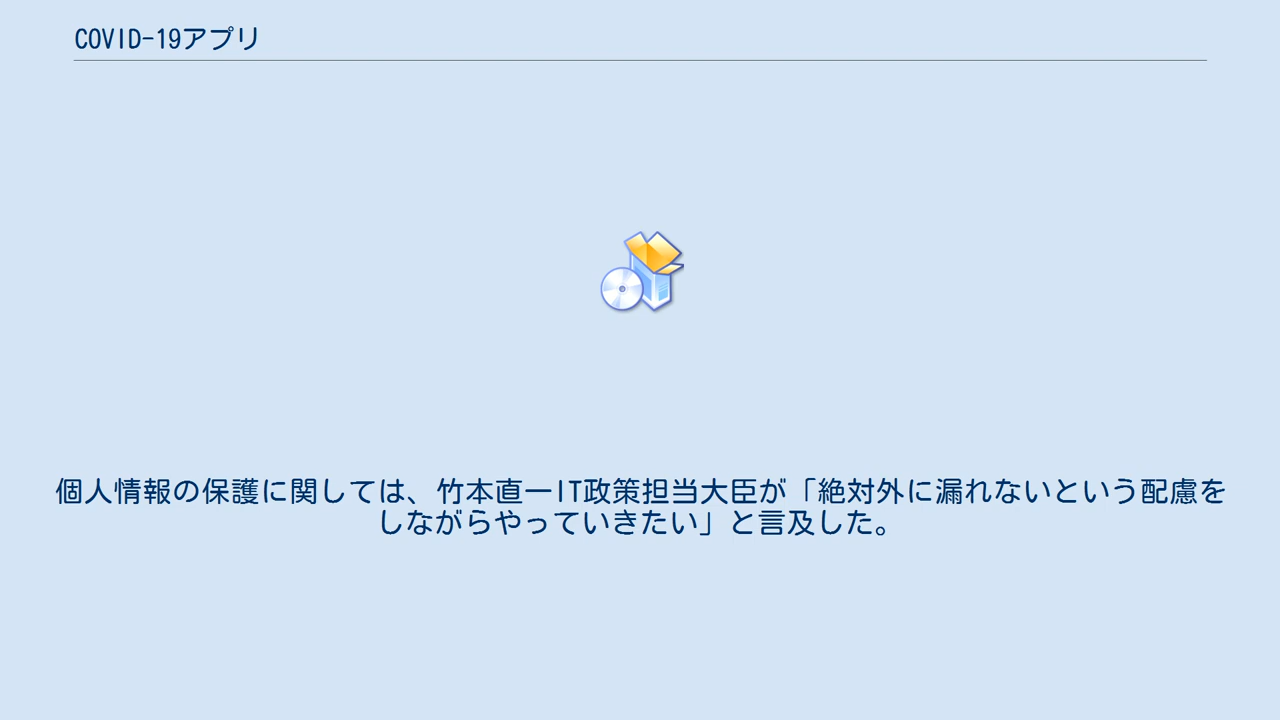 COVID-19アプリ
個人情報の保護に関しては、竹本直一IT政策担当大臣が「絶対外に漏れないという配慮を
しながらやっていきたい」と言及した。